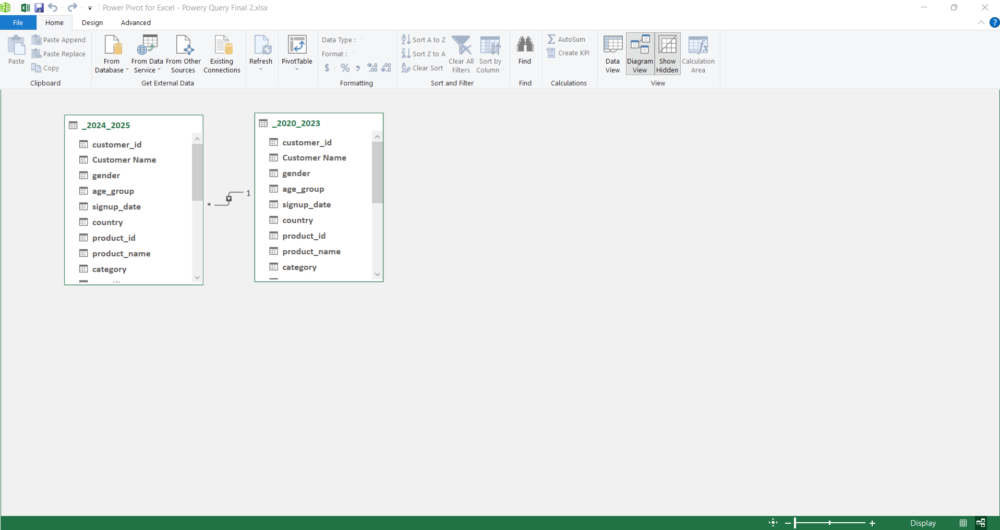 Power Pivot for Excel - Powery Query Final 2.xlsx
File
Home
Design
Advanced
?
Paste
Paste Append
Paste Replace
Copy
Clipboard
From
Database
From Data
Service
From Other
Sources
Existing
Connections
Get External Data
Refresh
PivotTable
Data Type :
Format :
$ % , .00 .00
Formatting
Sort A to Z
Sort Z to A
Clear Sort
Clear All
Filters
Sort by
Column
Sort and Filter
Find
Find
AutoSum
Create KPI
Calculations
Data
View
Diagram
View
Show
Hidden
Calculation
Area
View
_2024_2025
customer_id
Customer Name
gender
age_group
signup_date
country
product_id
product_name
category
*
1
_2020_2023
customer_id
Customer Name
gender
age_group
signup_date
country
product_id
product_name
category
Display